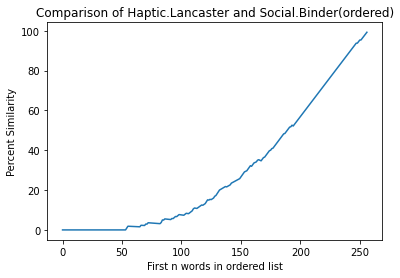 Comparison of Haptic.Lancaster and Social.Binder(ordered)
Percent Similarity
100
80
60
40
20
0
0 50 100 150 200 250
First n words in ordered list